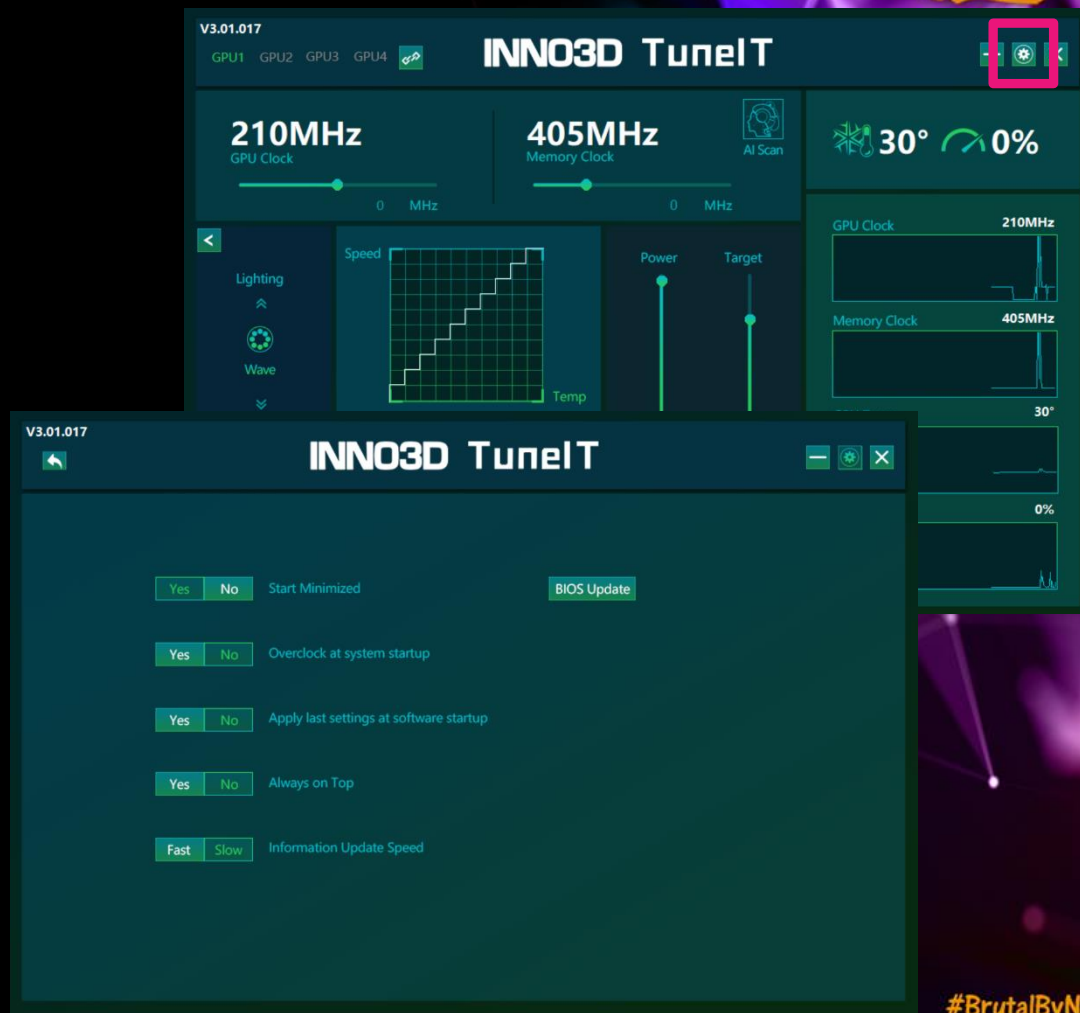 V3.01.017
GPU1 GPU2 GPU3 GPU4
INNO3D TuneIT
210MHz
GPU Clock
0 MHz
405MHz
Memory Clock
0 MHz
AI Scan
30° 0%
Lighting
Wave
Speed
Temp
Power Target
GPU Clock 210MHz
Memory Clock 405MHz
30°
0%
V3.01.017
INNO3D TuneIT
Yes No Start Minimized
BIOS Update
Yes No Overclock at system startup
Yes No Apply last settings at software startup
Yes No Always on Top
Fast Slow Information Update Speed